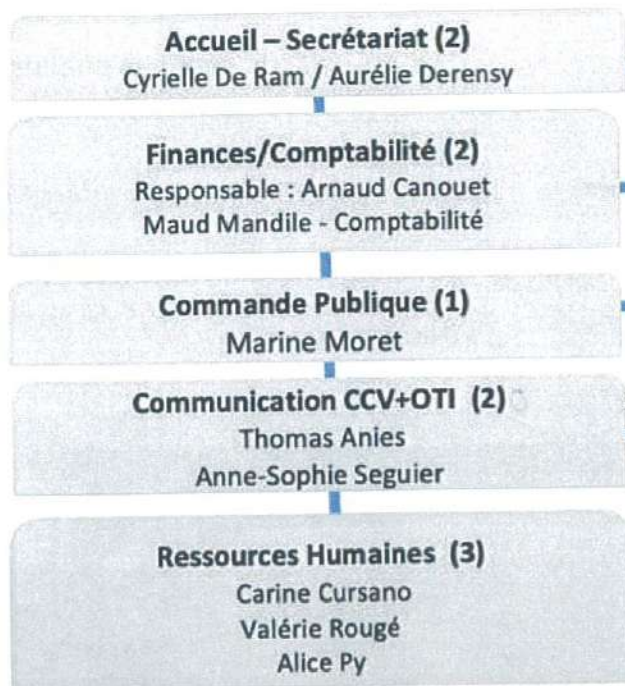 Accueil – Secrétariat (2)
Cyrielle De Ram / Aurélie Derensy
Finances/Comptabilité (2)
Responsable : Arnaud Canouet
Maud Mandile - Comptabilité
Commande Publique (1)
Marine Moret
Communication CCV+OTI (2)
Thomas Anies
Anne-Sophie Seguier
Ressources Humaines (3)
Carine Cursano
Valérie Rougé
Alice Py